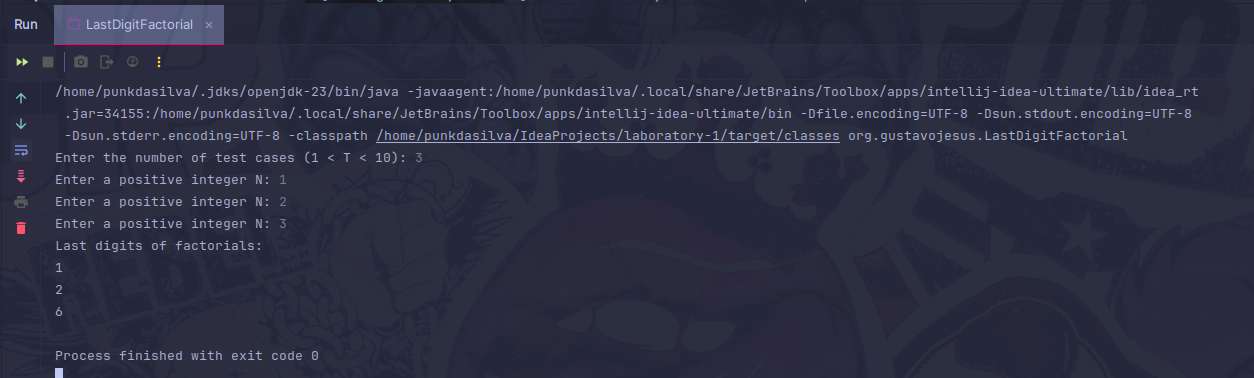 Run LastDigitFactorial ×
/home/punkdasilva/.jdks/openjdk-23/bin/java -javaagent:/home/punkdasilva/.local/share/JetBrains/Toolbox/apps/intellij-idea-ultimate/lib/idea_rt
.jar=34155:/home/punkdasilva/.local/share/JetBrains/Toolbox/apps/intellij-idea-ultimate/bin -Dfile.encoding=UTF-8 -Dsun.stdout.encoding=UTF-8
-Dsun.stderr.encoding=UTF-8 -classpath /home/punkdasilva/IdeaProjects/laboratory-1/target/classes org.gustavojesus.LastDigitFactorial
Enter the number of test cases (1 < T < 10): 3
Enter a positive integer N: 1
Enter a positive integer N: 2
Enter a positive integer N: 3
Last digits of factorials:
1
2
6
Process finished with exit code 0